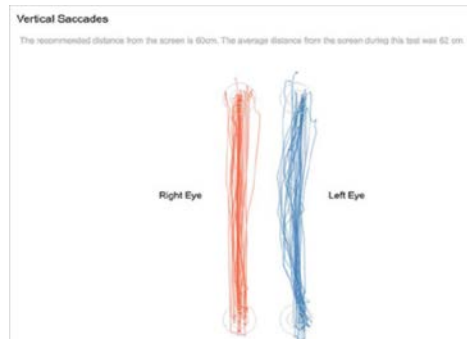 Vertical Saccades
The recommended distance from the screen is 60cm. The average distance from the screen during this test was 62 cm
Right Eye
Left Eye